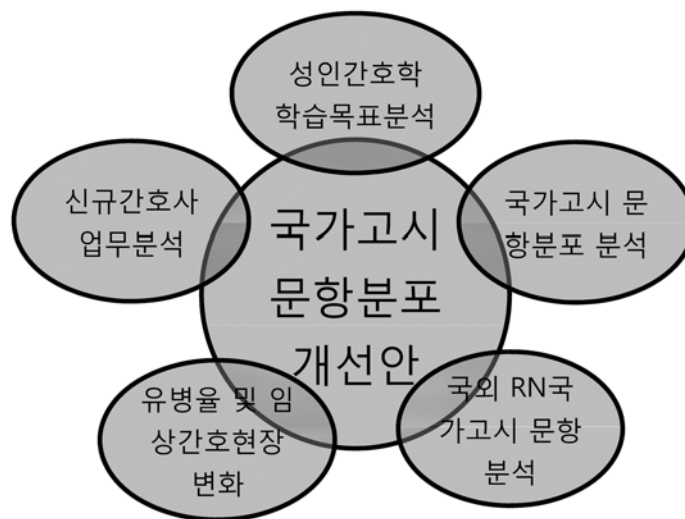 성인간호학
학습목표분석
신규간호사
업무분석
국가고시 문
항분포 분석
국가고시
문항분포
개선안
유병율 및 임
상간호현장
변화
국외 RN국
가고시 문항
분석